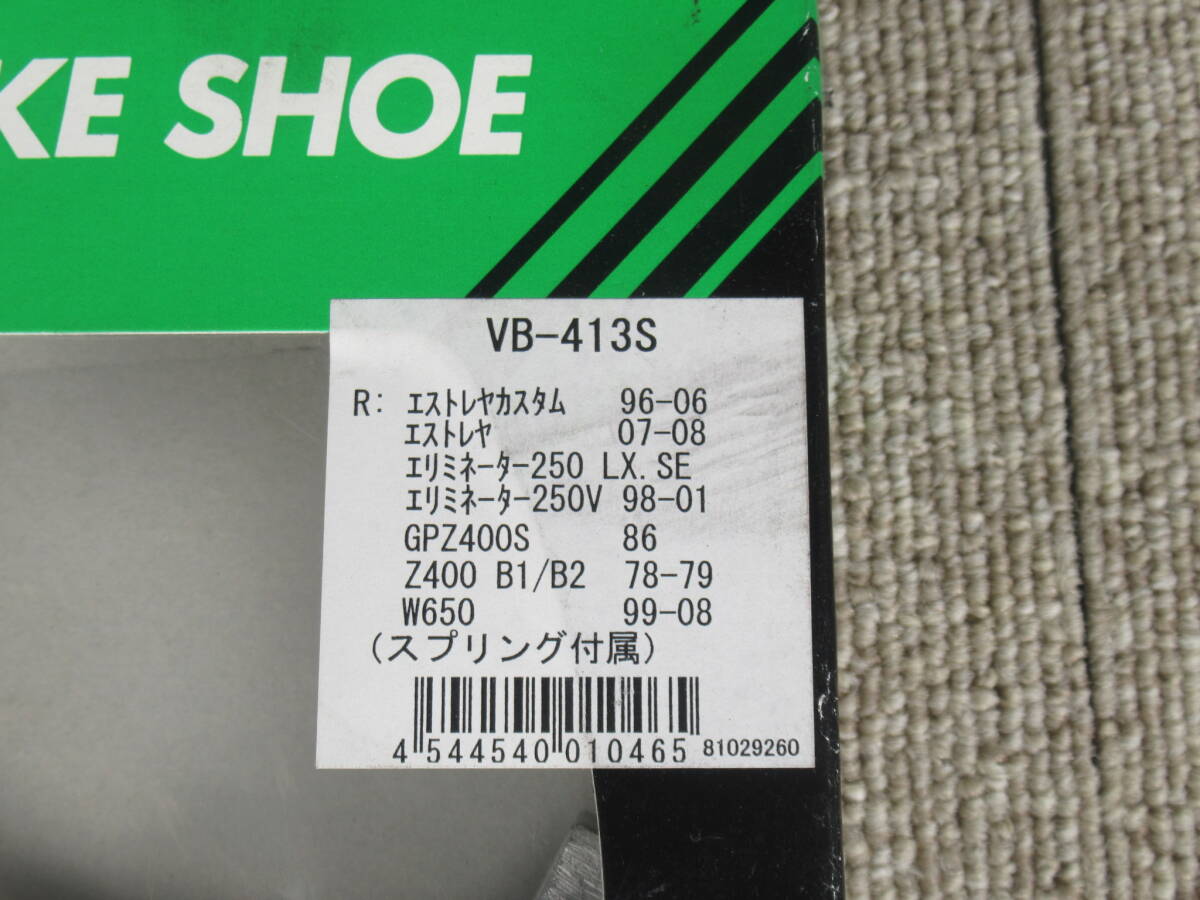 KE SHOE
VB-413S
R: ｴｽﾄﾚﾔｶｽﾀﾑ 96-06
ｴｽﾄﾚﾔ 07-08
ｴﾘﾐﾈｰﾀｰ250 LX.SE
ｴﾘﾐﾈｰﾀｰ250V 98-01
GPZ400S 86
Z400 B1/B2 78-79
W650 99-08
(スプリング付属)
4 544540 010465 81029260